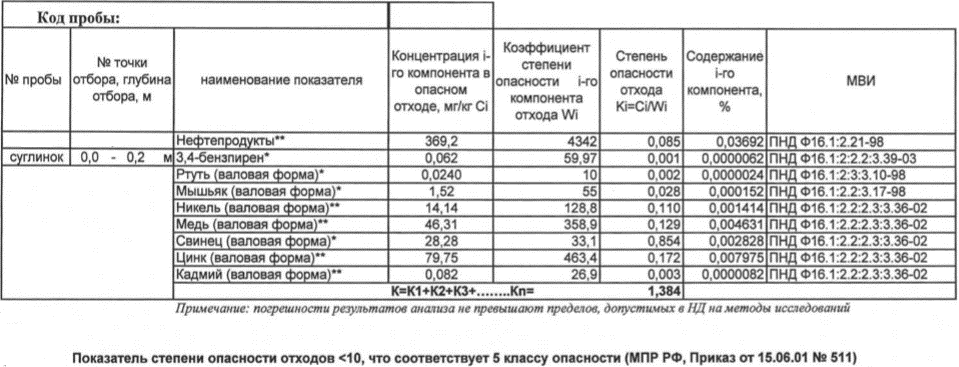 Код пробы:
№ пробы | № точки отбора, глубина отбора, м | наименование показателя | Концентрация i-го компонента в опасном отходе, мг/кг Ci | Коэффициент степени опасности i-го компонента отхода Wi | Степень опасности отхода Ki=Ci/Wi | Содержание i-го компонента, % | МВИ
Нефтепродукты** | 369,2 | 4342 | 0,085 | 0,03692 | ПНД Ф16.1:2.21-98
суглинок | 0,0 - 0,2 м | 3,4-бензпирен* | 0,062 | 59,97 | 0,001 | 0,0000062 | ПНД Ф16.1:2.2:2.2:3.39-03
Ртуть (валовая форма)* | 0,0240 | 10 | 0,002 | 0,0000024 | ПНД Ф16.1:2:3:3.10-98
Мышьяк (валовая форма)* | 1,52 | 55 | 0,028 | 0,000152 | ПНД Ф16.1:2:2:3.17-98
Никель (валовая форма)** | 14,14 | 128,8 | 0,110 | 0,001414 | ПНД Ф16.1:2.2:2.3:3.36-02
Медь (валовая форма)** | 46,31 | 358,9 | 0,129 | 0,004631 | ПНД Ф16.1:2.2:2.3:3.36-02
Свинец (валовая форма)* | 28,28 | 33,1 | 0,854 | 0,002828 | ПНД Ф16.1:2.2:2.3:3.36-02
Цинк (валовая форма)** | 79,75 | 463,4 | 0,172 | 0,007975 | ПНД Ф16.1:2.2:2.3:3.36-02
Кадмий (валовая форма)** | 0,082 | 26,9 | 0,003 | 0,0000082 | ПНД Ф16.1:2.2:2.3:3.36-02
К=К1+К2+К3+……..Кn= | 1,384
Примечание: погрешности результатов анализа не превышают пределов, допустимых в НД на методы исследований
Показатель степени опасности отходов <10, что соответствует 5 классу опасности (МПР РФ, Приказ от 15.06.01 № 511)